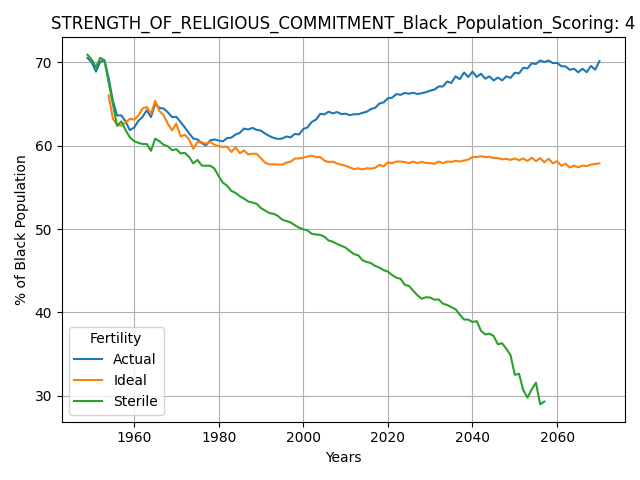 STRENGTH_OF_RELIGIOUS_COMMITMENT_Black_Population_Scoring: 4
% of Black Population
70
60
50
40
30
Fertility
Actual
Ideal
Sterile
1960 1980 2000 2020 2040 2060
Years